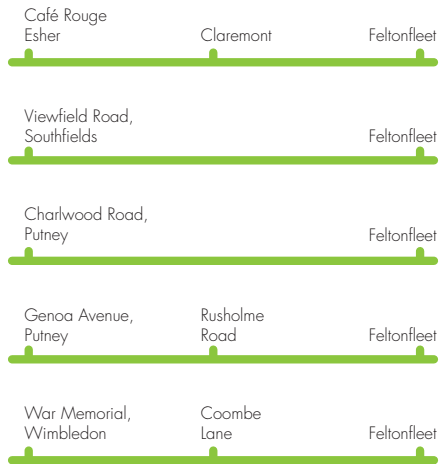 Café Rouge
Esher
Claremont
Feltonfleet
Viewfield Road,
Southfields
Feltonfleet
Charlwood Road,
Putney
Feltonfleet
Genoa Avenue,
Putney
Rusholme
Road
Feltonfleet
War Memorial,
Wimbledon
Coombe
Lane
Feltonfleet